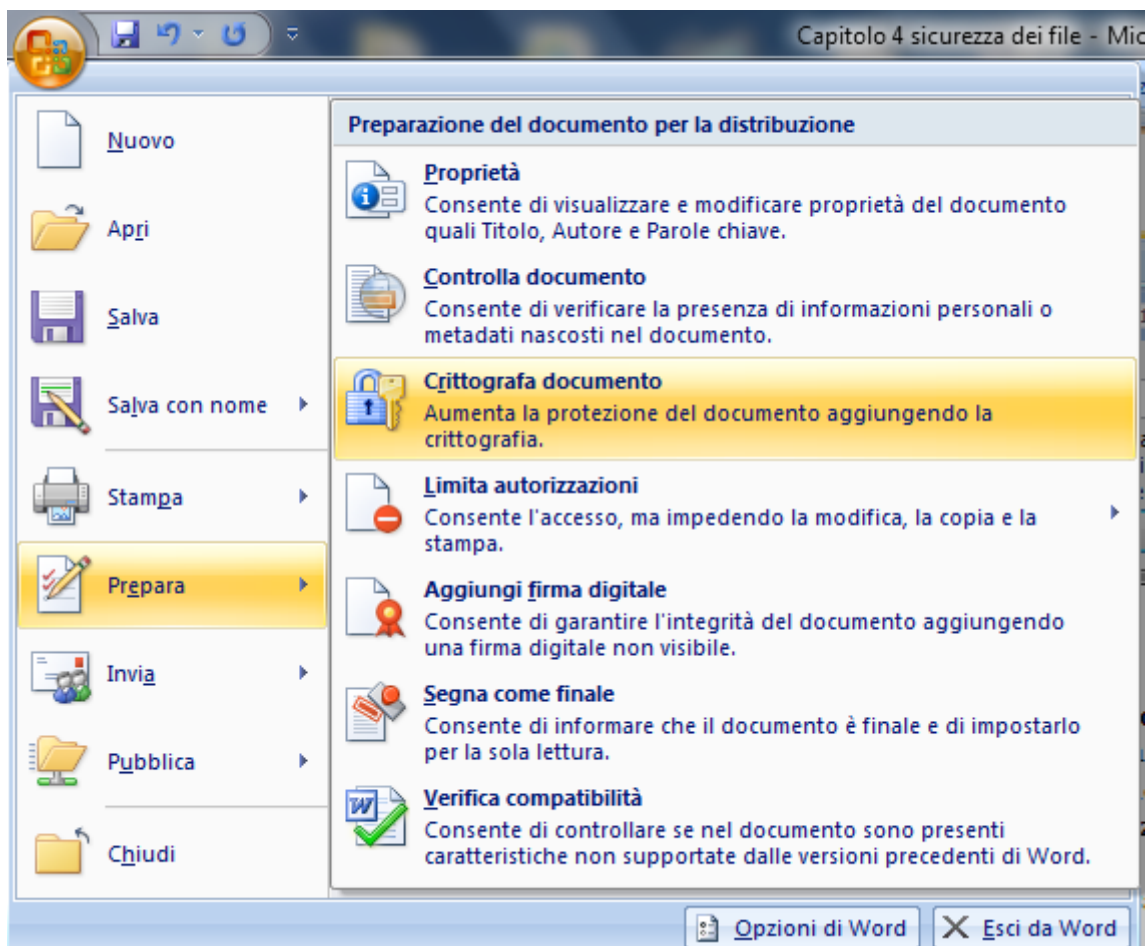 Capitolo 4 sicurezza dei file - Mic
Nuovo
Apri
Salva
Salva con nome
Stampa
Prepara
Invia
Pubblica
Chiudi
Preparazione del documento per la distribuzione
Proprietà
Consente di visualizzare e modificare proprietà del documento
quali Titolo, Autore e Parole chiave.
Controlla documento
Consente di verificare la presenza di informazioni personali o
metadati nascosti nel documento.
Crittografa documento
Aumenta la protezione del documento aggiungendo la
crittografia.
Limita autorizzazioni
Consente l'accesso, ma impedendo la modifica, la copia e la
stampa.
Aggiungi firma digitale
Consente di garantire l'integrità del documento aggiungendo
una firma digitale non visibile.
Segna come finale
Consente di informare che il documento è finale e di impostarlo
per la sola lettura.
Verifica compatibilità
Consente di controllare se nel documento sono presenti
caratteristiche non supportate dalle versioni precedenti di Word.
Opzioni di Word
Esci da Word